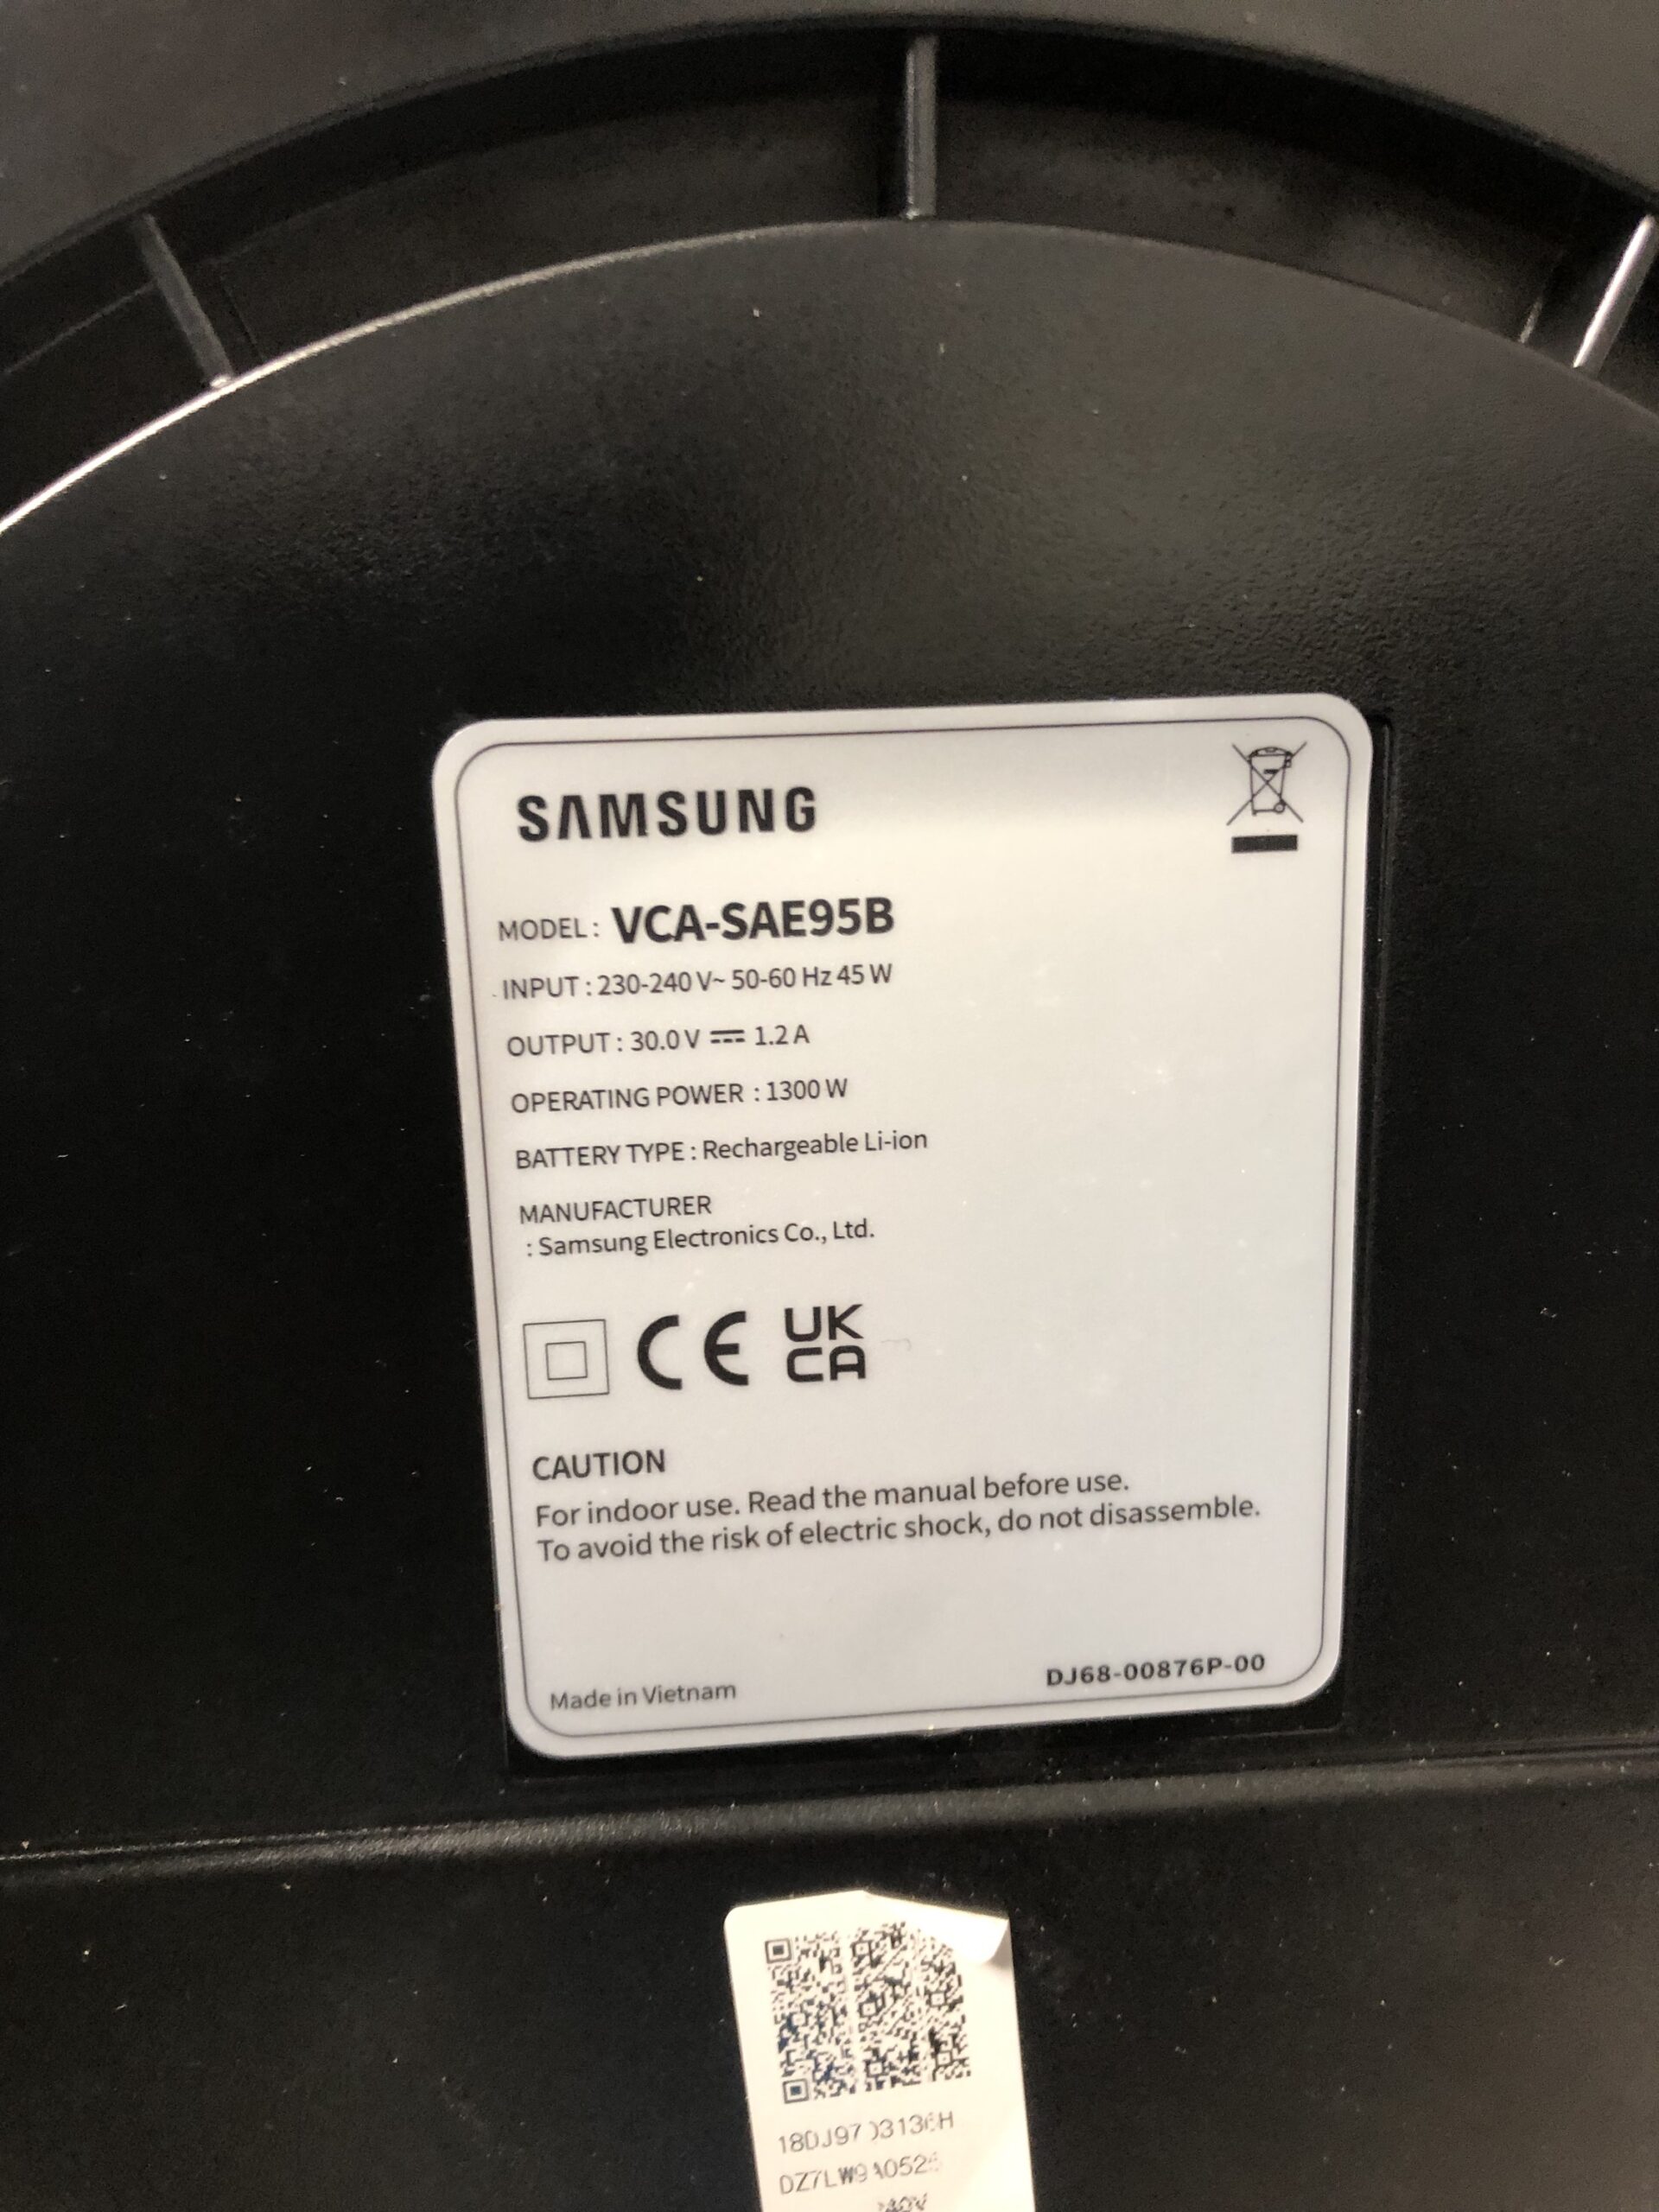 SAMSUNG
MODEL : VCA-SAE95B
INPUT : 230-240 V~ 50-60 Hz 45 W
OUTPUT : 30.0 V ⎓ 1.2 A
OPERATING POWER : 1300 W
BATTERY TYPE : Rechargeable Li-ion
MANUFACTURER
: Samsung Electronics Co., Ltd.
CE UK
CA
CAUTION
For indoor use. Read the manual before use.
To avoid the risk of electric shock, do not disassemble.
Made in Vietnam DJ68-00876P-00